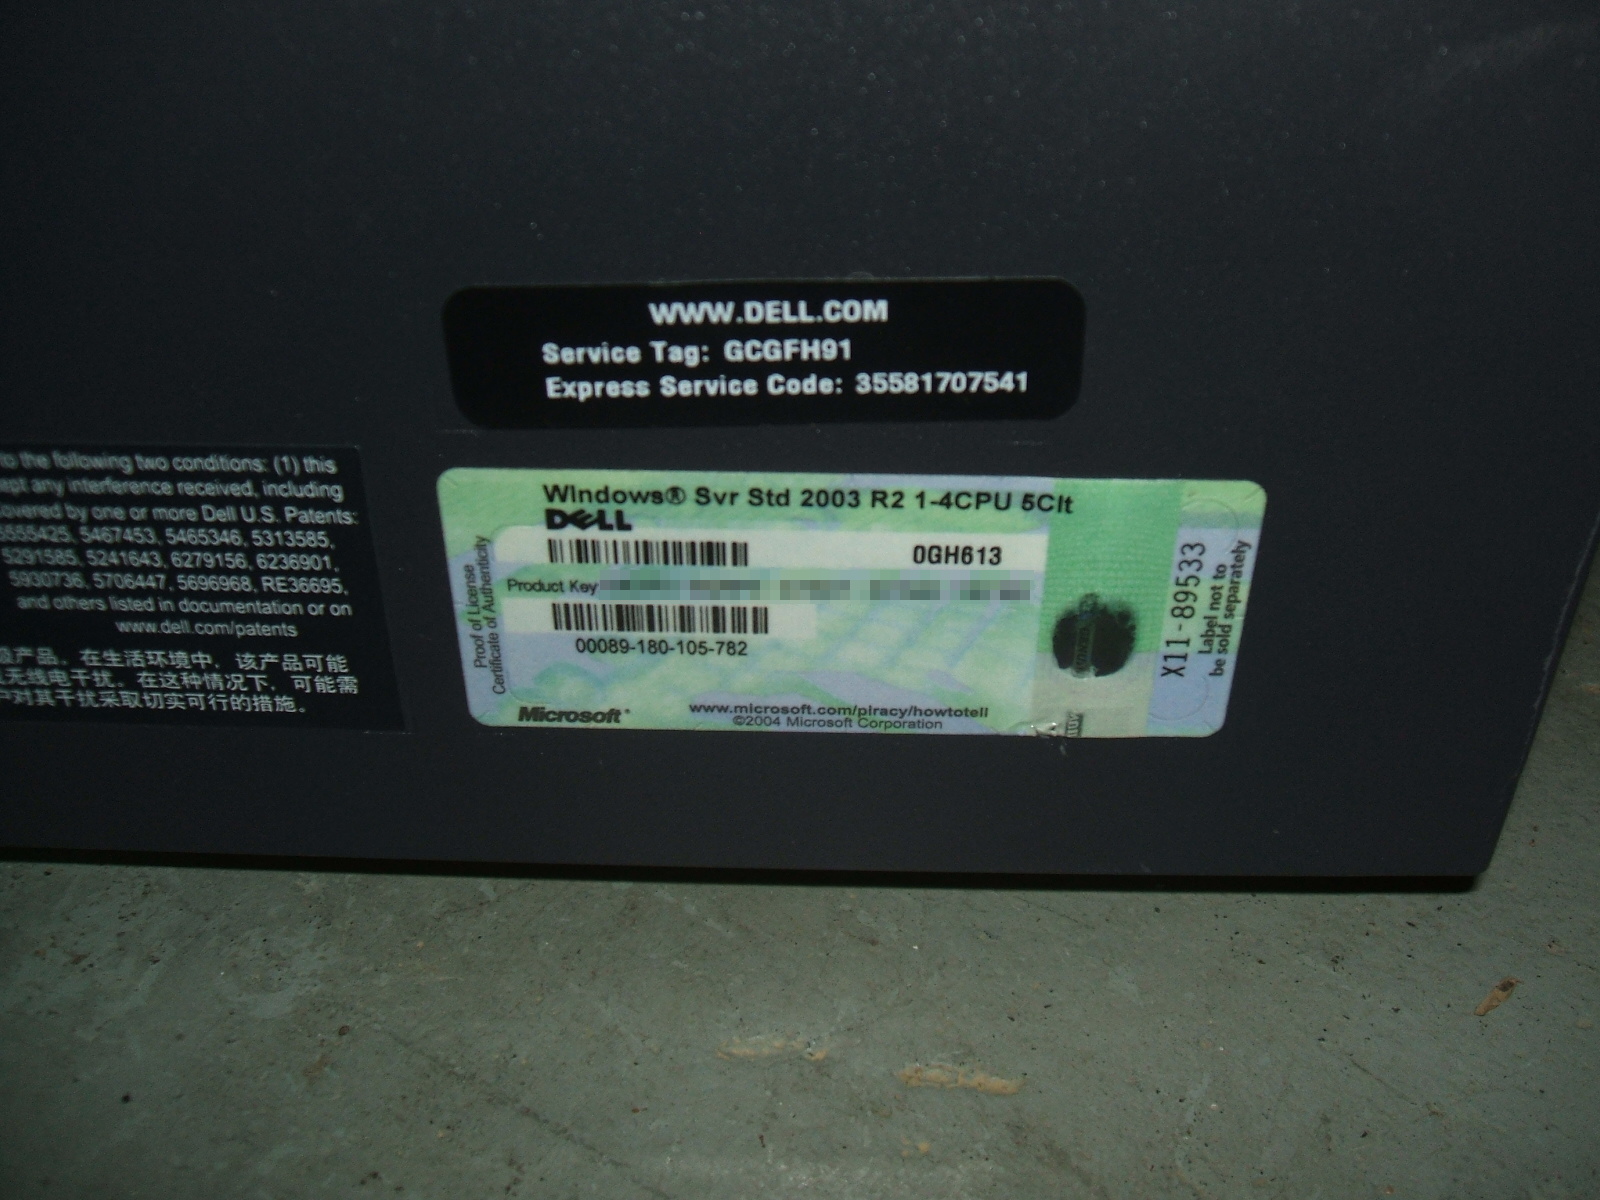 WWW.DELL.COM
Service Tag: GCGFH91
Express Service Code: 35581707541
to the following two conditions: (1) this
any interference received, including
covered by one or more Dell U.S. Patents:
5467453, 5465346, 5313585,
5291585, 5241643, 6279156, 6236901,
5930736, 5706447, 5696968, RE36695,
and others listed in documentation or on
www.dell.com/patents
产品。在生活环境中，该产品可能
无线电干扰。在这种情况下，可能需
对其干扰采取切实可行的措施。
Windows® Svr Std 2003 R2 1-4CPU 5Clt
DELL
0GH613
Product Key
00089-180-105-782
Microsoft
www.microsoft.com/piracy/howtotell
©2004 Microsoft Corporation
Proof of License
Certificate of Authenticity
X11-89533
Label not to
be sold separately